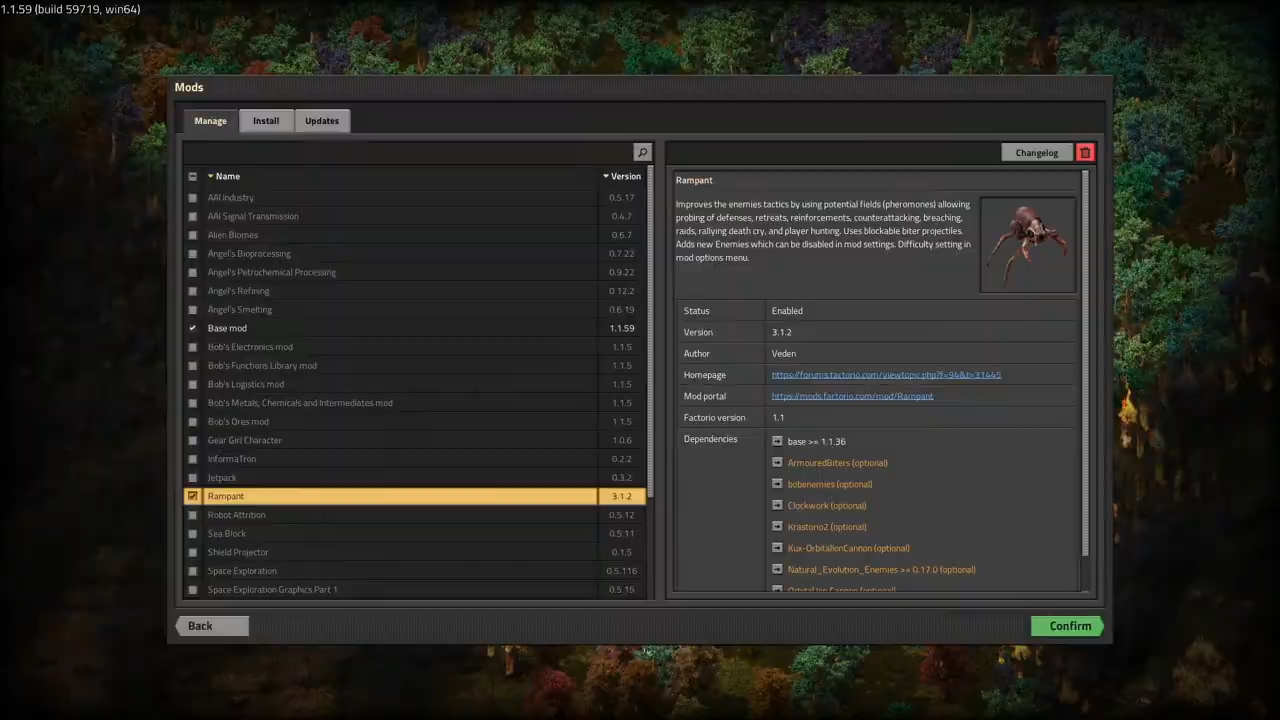 1.1.59 (build 59719, win64)
Mods
Manage Install Updates
Name Version
AAI Industry 0.5.17
AAI Signal Transmission 0.4.7
Alien Biomes 0.6.7
Angel's Bioprocessing 0.7.22
Angel's Petrochemical Processing 0.9.22
Angel's Refining 0.12.2
Angel's Smelting 0.6.19
Base mod 1.1.59
Bob's Electronics mod 1.1.5
Bob's Functions Library mod 1.1.5
Bob's Logistics mod 1.1.5
Bob's Metals, Chemicals and Intermediates mod 1.1.5
Bob's Ores mod 1.1.5
Gear Girl Character 1.0.6
Informatron 0.2.2
Jetpack 0.3.2
Rampant 3.1.2
Robot Attrition 0.5.12
Sea Block 0.5.11
Shield Projector 0.1.5
Space Exploration 0.5.116
Space Exploration Graphics Part 1 0.5.15
Changelog
Rampant
Improves the enemies tactics by using potential fields (pheromones) allowing
probing of defenses, retreats, reinforcements, counterattacking, breaching,
raids, rallying death cry, and player hunting. Uses blockable biter projectiles.
Adds new Enemies which can be disabled in mod settings. Difficulty setting in
mod options menu.
Status Enabled
Version 3.1.2
Author Veden
Homepage https://forums.factorio.com/viewtopic.php?f=94&t=31445
Mod portal https://mods.factorio.com/mod/Rampant
Factorio version 1.1
Dependencies base >= 1.1.36
ArmouredBiters (optional)
bobenemies (optional)
Clockwork (optional)
Krastorio2 (optional)
Kux-OrbitalIonCannon (optional)
Natural_Evolution_Enemies >= 0.17.0 (optional)
Orbital Ion Cannon (optional)
Back
Confirm